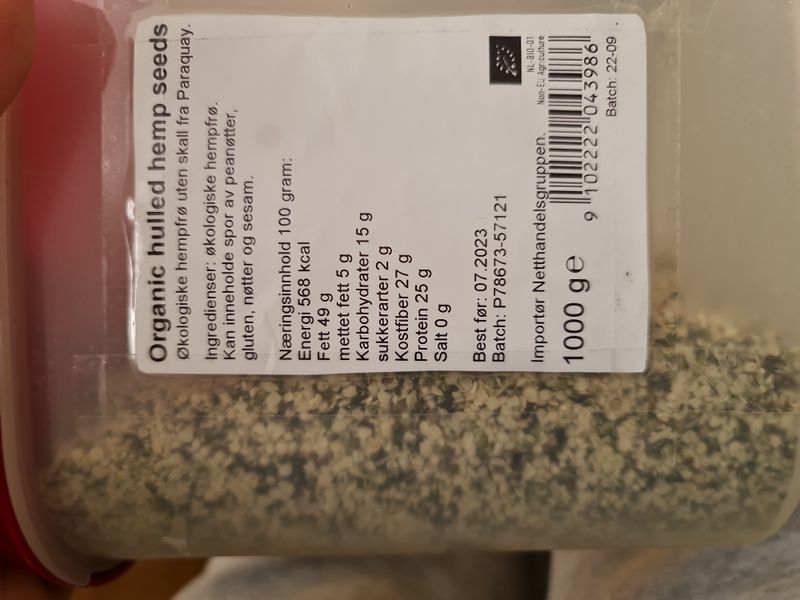 Organic hulled hemp seeds
Økologiske hempfrø uten skall fra Paraquay.
Ingredienser: økologiske hempfrø.
Kan inneholde spor av peanøtter,
gluten, nøtter og sesam.
Næringsinnhold 100 gram:
Energi 568 kcal
Fett 49 g
mettet fett 5 g
Karbohydrater 15 g
sukkerarter 2 g
Kostfiber 27 g
Protein 25 g
Salt 0 g
Best før: 07.2023
Batch: P78673-57121
Importør Netthandelsgruppen.
1000 g℮
NL-BIO-01
Non-EU Agriculture
9 102222 043986
Batch: 22-09